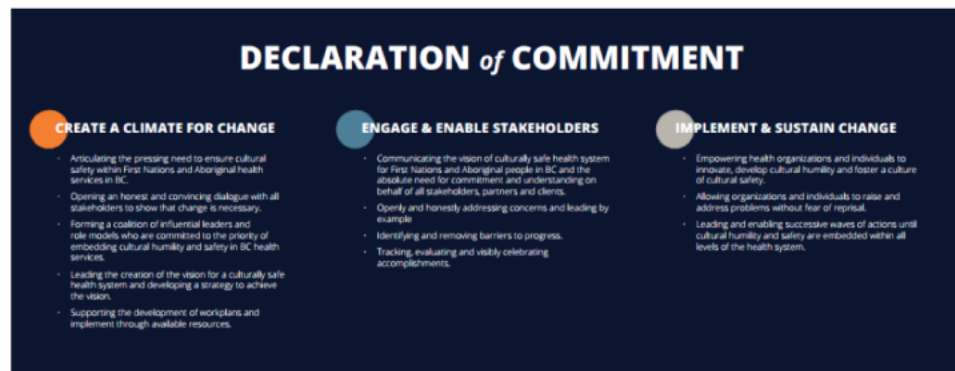 DECLARATION of COMMITMENT
CREATE A CLIMATE FOR CHANGE
· Articulating the pressing need to ensure cultural
safety within First Nations and Aboriginal health
services in BC.
· Opening an honest and convincing dialogue with all
stakeholders to show that change is necessary.
· Forming a coalition of influential leaders and
role models who are committed to the priority of
embedding cultural humility and safety in BC health
services.
· Leading the creation of the vision for a culturally safe
health system and developing a strategy to achieve
the vision.
· Supporting the development of workplans and
implement through available resources.
ENGAGE & ENABLE STAKEHOLDERS
· Communicating the vision of culturally safe health system
for First Nations and Aboriginal people in BC and the
absolute need for commitment and understanding on
behalf of all stakeholders, partners and clients.
· Openly and honestly addressing concerns and leading by
example
· Identifying and removing barriers to progress.
· Tracking, evaluating and visibly celebrating
accomplishments.
IMPLEMENT & SUSTAIN CHANGE
· Empowering health organizations and individuals to
innovate, develop cultural humility and foster a culture
of cultural safety.
· Allowing organizations and individuals to raise and
address problems without fear of reprisal.
· Leading and enabling successive waves of actions until
cultural humility and safety are embedded within all
levels of the health system.